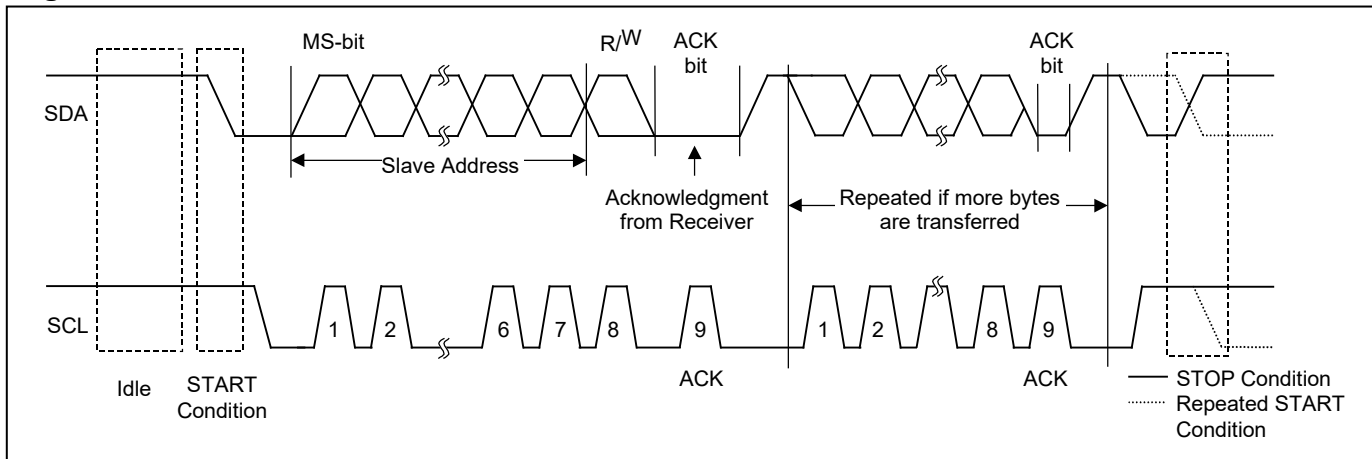 MS-bit
R/W
ACK
bit
ACK
bit
SDA
Slave Address
Acknowledgment
from Receiver
Repeated if more bytes
are transferred
SCL
1
2
6
7
8
9
1
2
8
9
Idle
START
Condition
ACK
ACK
STOP Condition
Repeated START
Condition